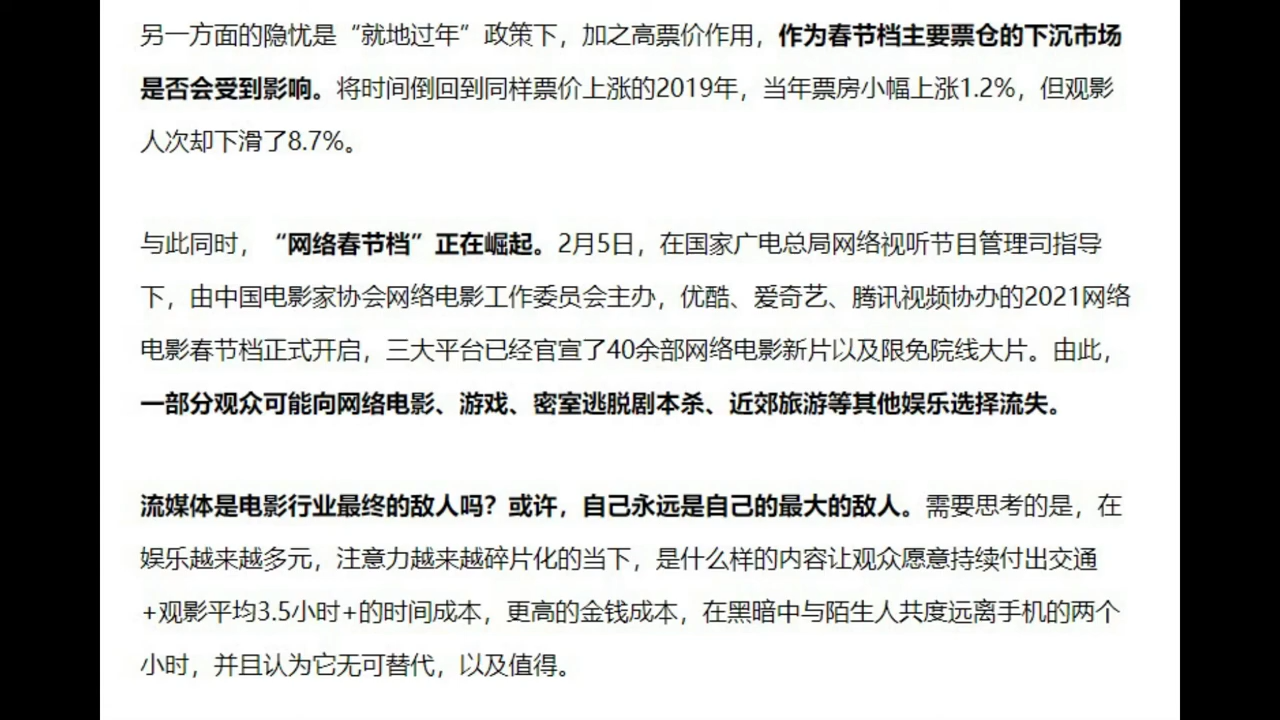 另一方面的隐忧是“就地过年”政策下，加之高票价作用，作为春节档主要票仓的下沉市场
是否会受到影响。将时间倒回到同样票价上涨的2019年，当年票房小幅上涨1.2%，但观影
人次却下滑了8.7%。
与此同时，“网络春节档”正在崛起。2月5日，在国家广电总局网络视听节目管理司指导
下，由中国电影家协会网络电影工作委员会主办，优酷、爱奇艺、腾讯视频协办的2021网络
电影春节档正式开启，三大平台已经官宣了40余部网络电影新片以及限免院线大片。由此，
一部分观众可能向网络电影、游戏、密室逃脱剧本杀、近郊旅游等其他娱乐选择流失。
流媒体是电影行业最终的敌人吗？或许，自己永远是自己的最大的敌人。需要思考的是，在
娱乐越来越多元，注意力越来越碎片化的当下，是什么样的内容让观众愿意持续付出交通
+观影平均3.5小时+的时间成本，更高的金钱成本，在黑暗中与陌生人共度远离手机的两个
小时，并且认为它无可替代，以及值得。